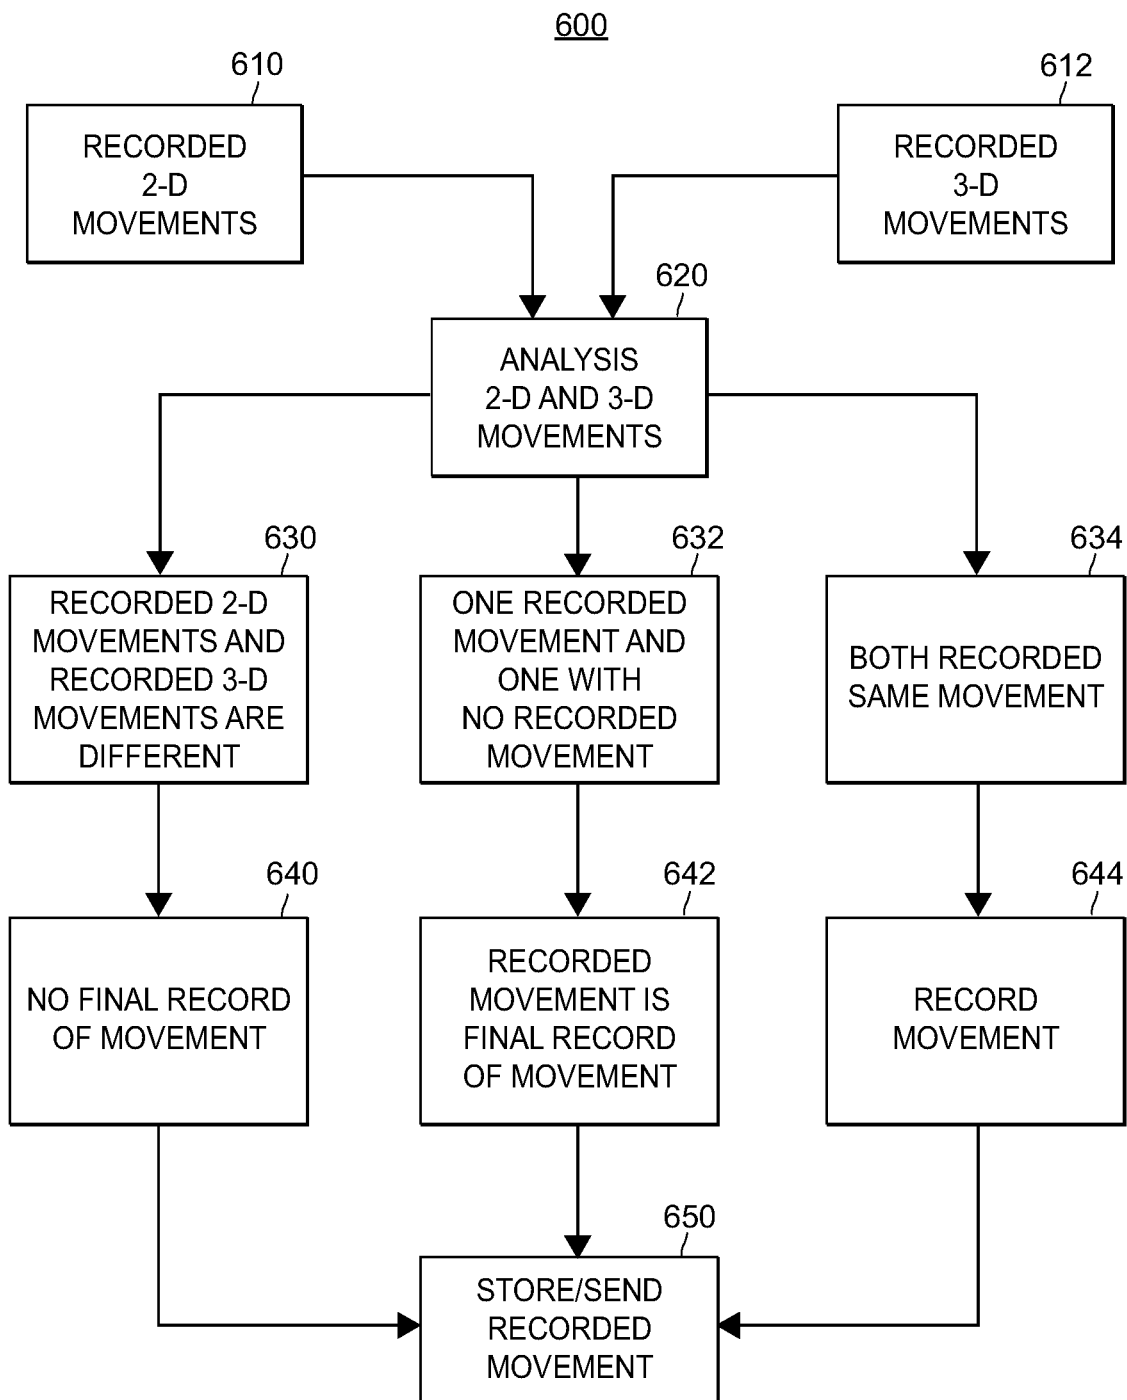 600
610
612
RECORDED
2-D
MOVEMENTS
RECORDED
3-D
MOVEMENTS
620
ANALYSIS
2-D AND 3-D
MOVEMENTS
630
632
634
RECORDED 2-D
MOVEMENTS AND
RECORDED 3-D
MOVEMENTS ARE
DIFFERENT
ONE RECORDED
MOVEMENT AND
ONE WITH
NO RECORDED
MOVEMENT
BOTH RECORDED
SAME MOVEMENT
640
642
644
NO FINAL RECORD
OF MOVEMENT
RECORDED
MOVEMENT IS
FINAL RECORD
OF MOVEMENT
RECORD
MOVEMENT
650
STORE/SEND
RECORDED
MOVEMENT